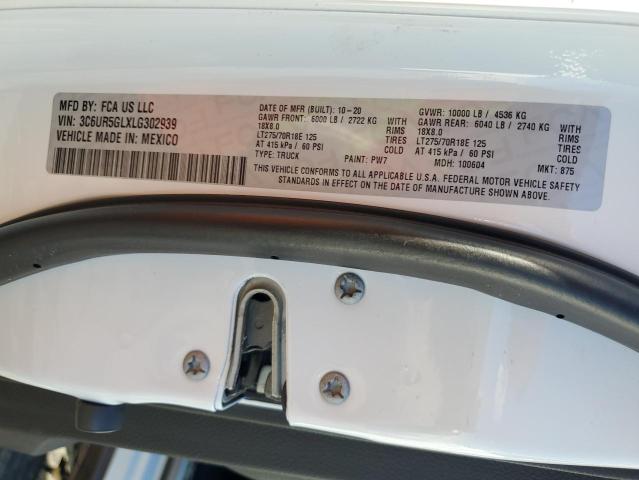 MFD BY: FCA US LLC
VIN: 3C6UR5GLXLG302939
VEHICLE MADE IN: MEXICO
DATE OF MFR (BUILT): 10-20
GAWR FRONT: 6000 LB / 2722 KG WITH
18X8.0 RIMS
LT275/70R18E 125 TIRES
AT 415 kPa / 60 PSI COLD
TYPE: TRUCK PAINT: PW7
GVWR: 10000 LB / 4536 KG
GAWR REAR: 6040 LB / 2740 KG WITH
18X8.0 RIMS
LT275/70R18E 125 TIRES
AT 415 kPa / 60 PSI COLD
MDH: 100604 MKT: 875
THIS VEHICLE CONFORMS TO ALL APPLICABLE U.S.A. FEDERAL MOTOR VEHICLE SAFETY
STANDARDS IN EFFECT ON THE DATE OF MANUFACTURE SHOWN ABOVE.